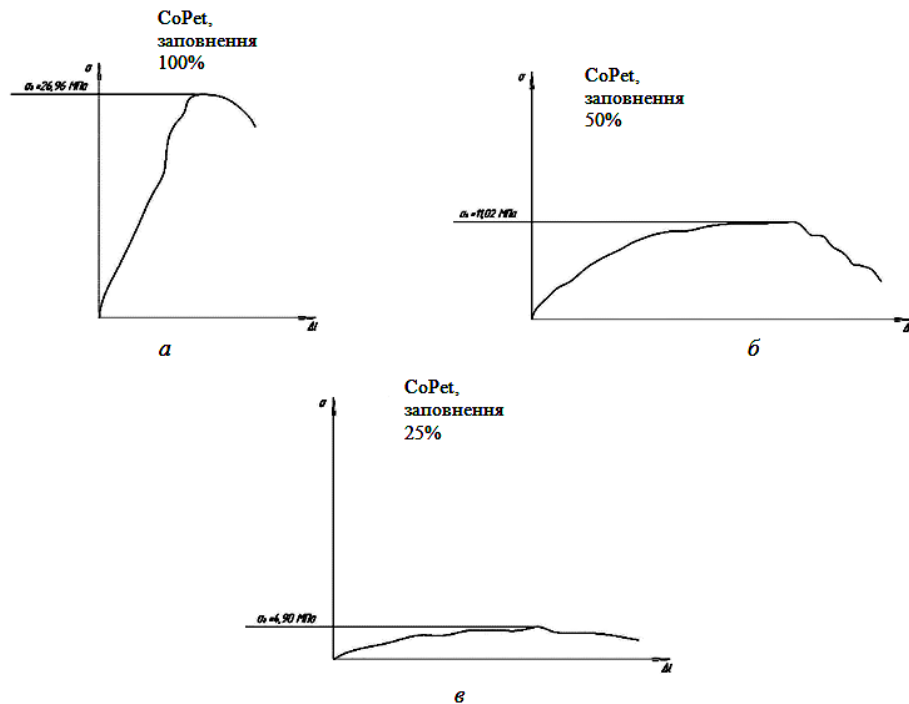 CoPet,
заповнення
100%
σ
σв =26,96 МПа
Δl
а
CoPet,
заповнення
50%
σ
σв =11,02 МПа
Δl
б
CoPet,
заповнення
25%
σ
σв =4,90 МПа
Δl
в